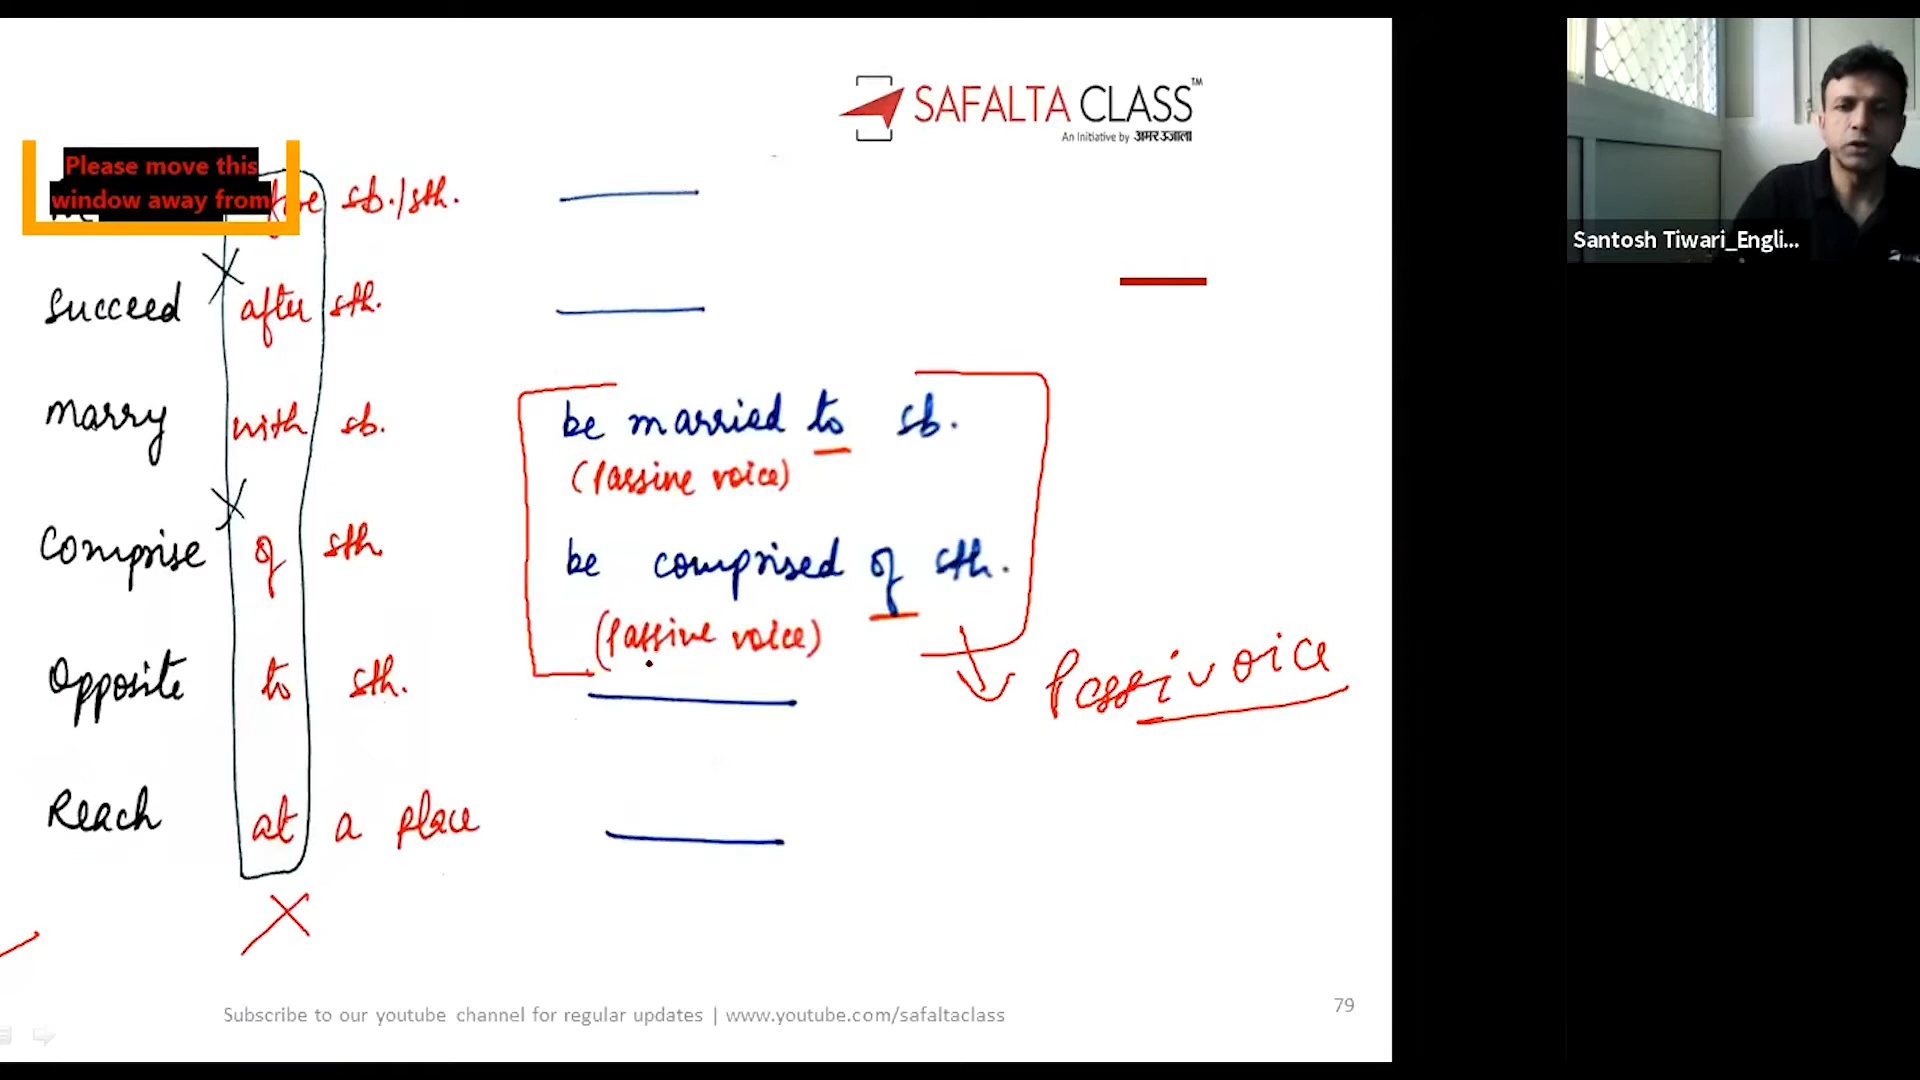 SAFALTA CLASS™
An Initiative by अमर उजाला
Please move this
window away from
sb./sth.
Succeed after sth.
Marry with sb.
be married to sb.
(Passive voice)
Comprise of sth
be comprised of sth.
(Passive voice)
Opposite to sth.
Passivoice
Reach at a place
Santosh Tiwari_Engli...
Subscribe to our youtube channel for regular updates | www.youtube.com/safaltaclass
79